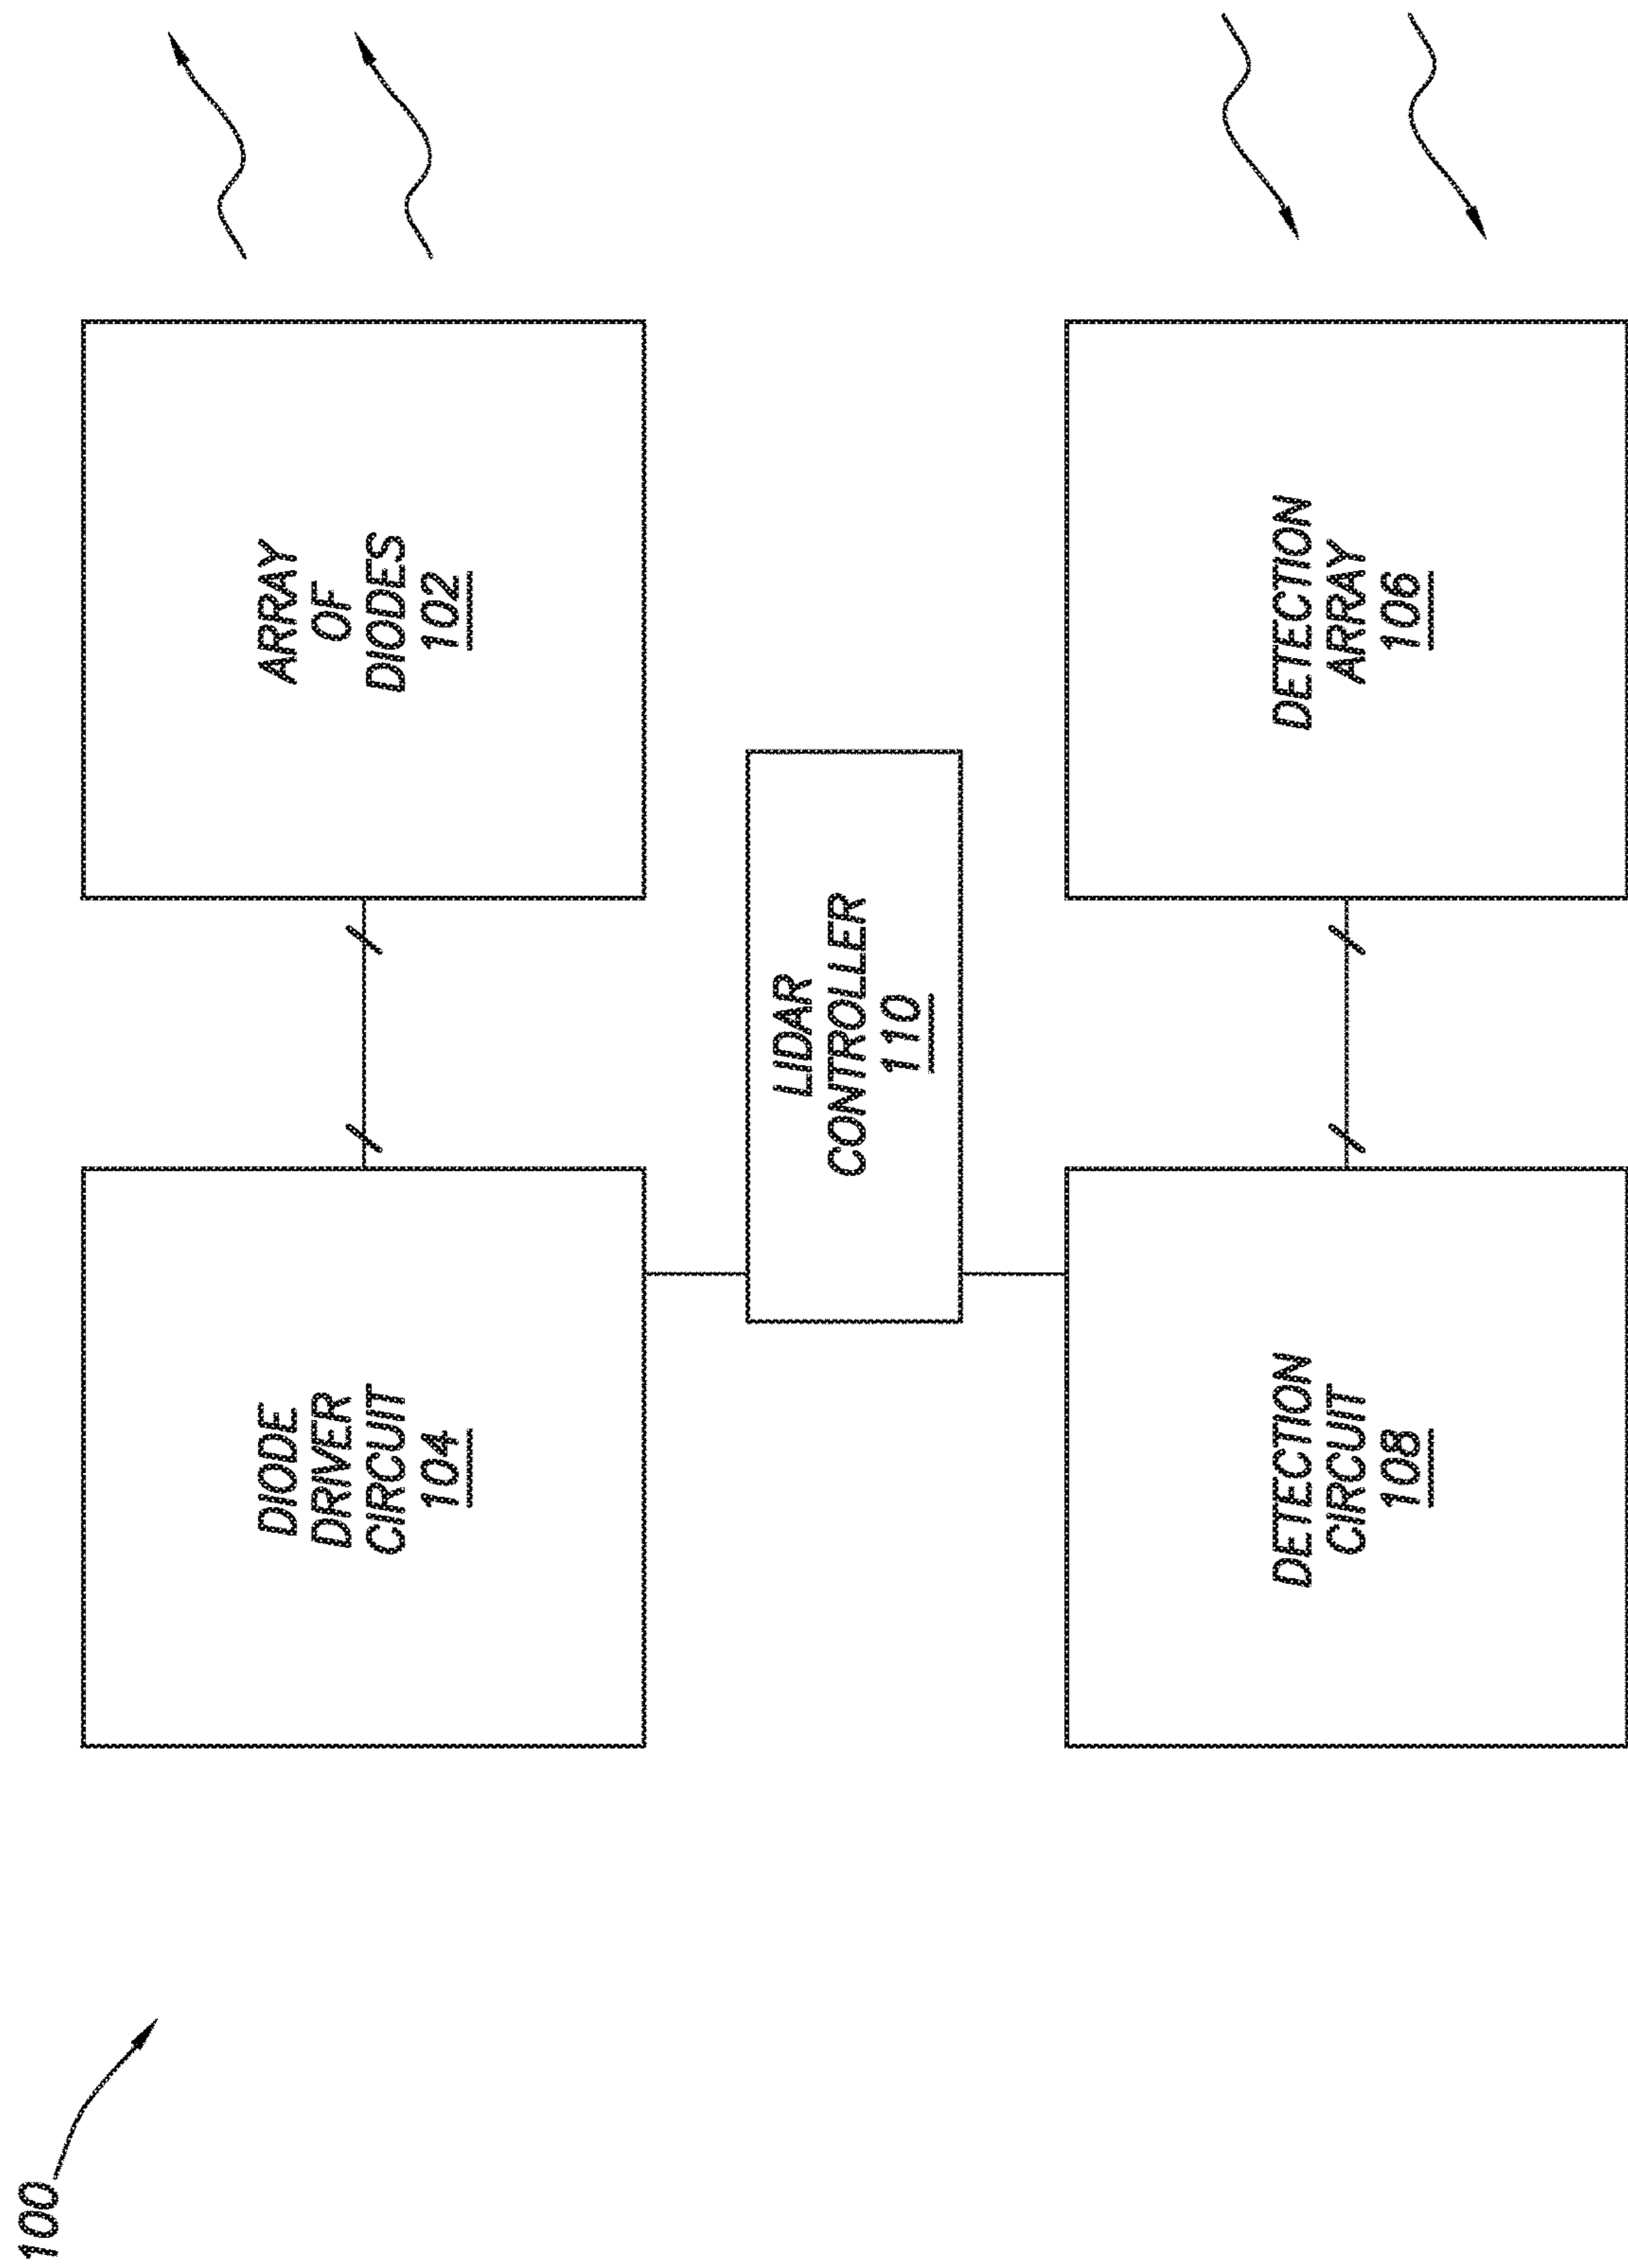 100
DIODE
DRIVER
CIRCUIT
104
ARRAY
OF
DIODES
102
LIDAR
CONTROLLER
110
DETECTION
CIRCUIT
108
DETECTION
ARRAY
106